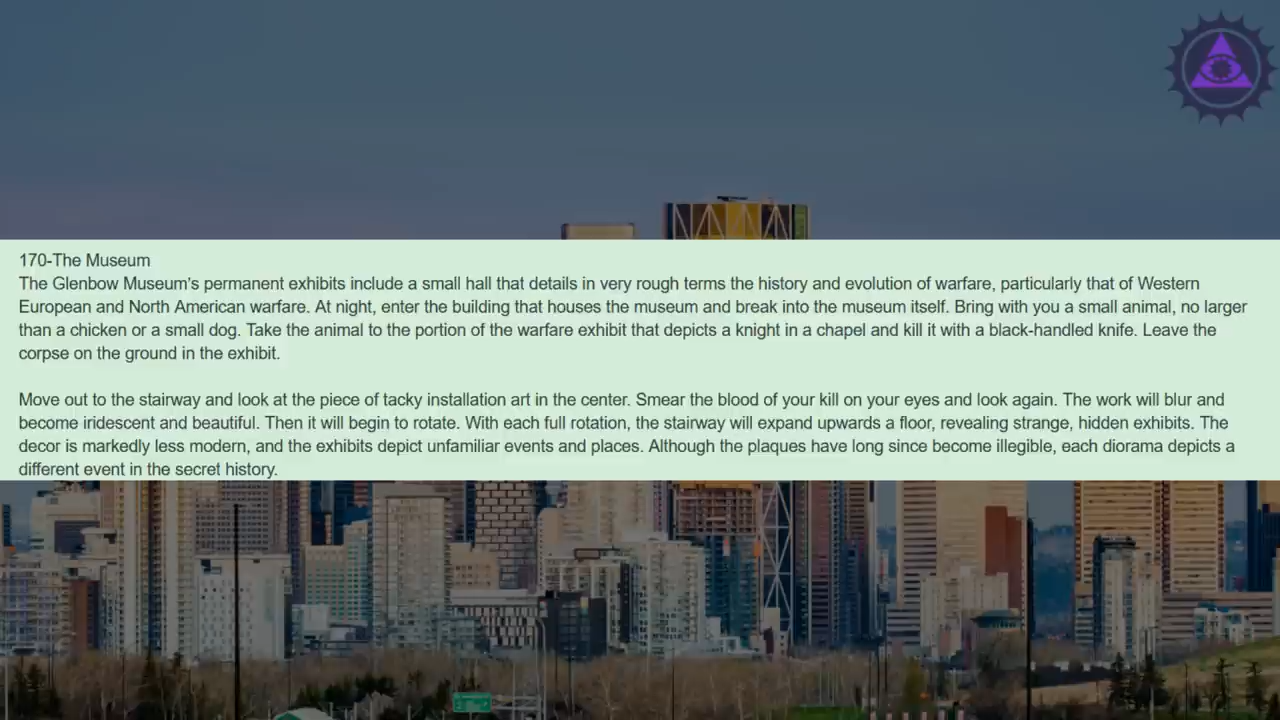 170-The Museum
The Glenbow Museum's permanent exhibits include a small hall that details in very rough terms the history and evolution of warfare, particularly that of Western
European and North American warfare. At night, enter the building that houses the museum and break into the museum itself. Bring with you a small animal, no larger
than a chicken or a small dog. Take the animal to the portion of the warfare exhibit that depicts a knight in a chapel and kill it with a black-handled knife. Leave the
corpse on the ground in the exhibit.
Move out to the stairway and look at the piece of tacky installation art in the center. Smear the blood of your kill on your eyes and look again. The work will blur and
become iridescent and beautiful. Then it will begin to rotate. With each full rotation, the stairway will expand upwards a floor, revealing strange, hidden exhibits. The
decor is markedly less modern, and the exhibits depict unfamiliar events and places. Although the plaques have long since become illegible, each diorama depicts a
different event in the secret history.